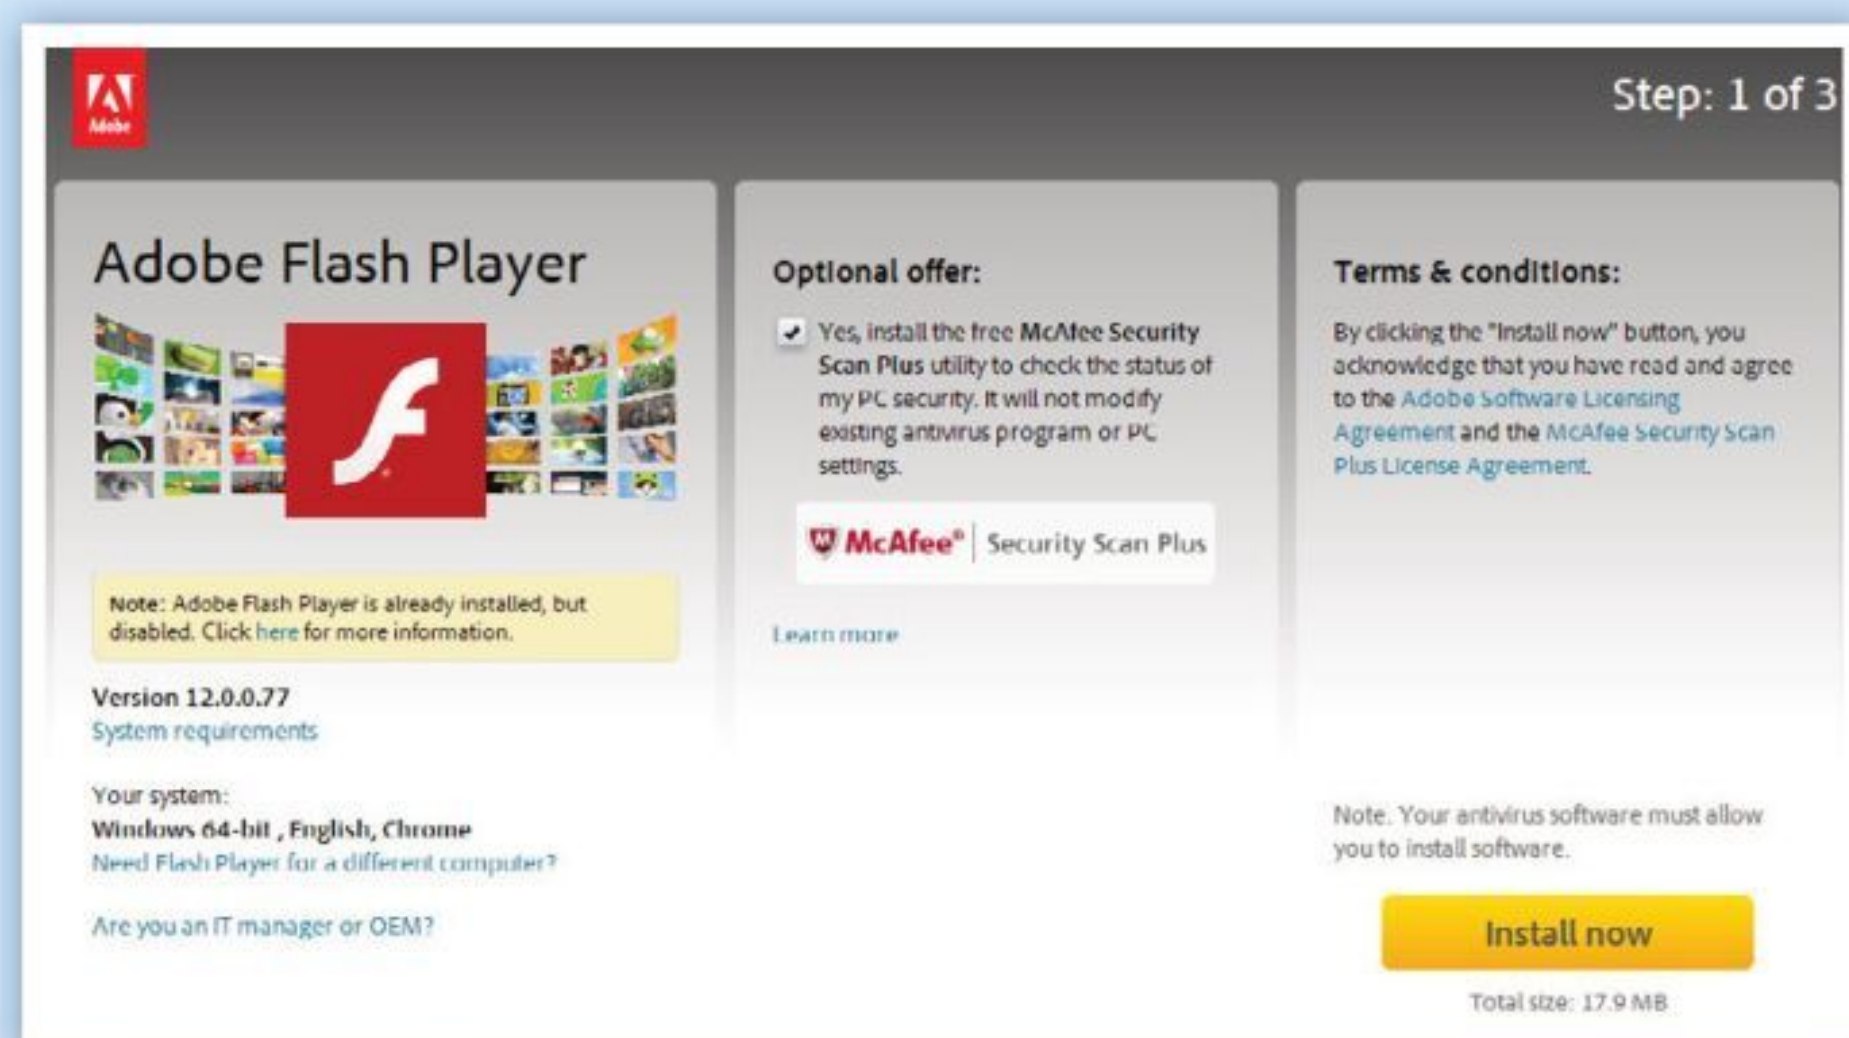 Adobe
Step: 1 of 3
Adobe Flash Player
Note: Adobe Flash Player is already installed, but
disabled. Click here for more information.
Version 12.0.0.77
System requirements
Your system:
Windows 64-bit , English, Chrome
Need Flash Player for a different computer?
Are you an IT manager or OEM?
Optional offer:
Yes, install the free McAfee Security
Scan Plus utility to check the status of
my PC security. It will not modify
existing antivirus program or PC
settings.
McAfee® | Security Scan Plus
Learn more
Terms & conditions:
By clicking the "Install now" button, you
acknowledge that you have read and agree
to the Adobe Software Licensing
Agreement and the McAfee Security Scan
Plus License Agreement.
Note. Your antivirus software must allow
you to install software.
Install now
Total size: 17.9 MB